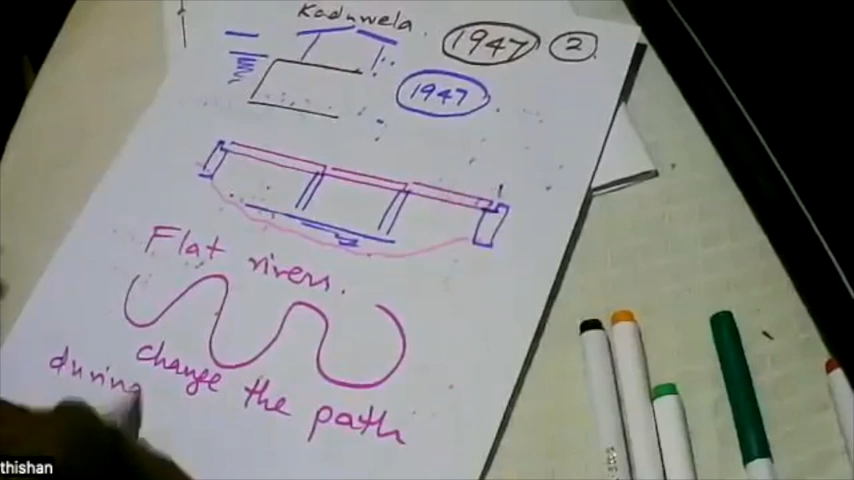 Kaduwela.
1947 2
1947
Flat rivers.
change the path
during
thishan